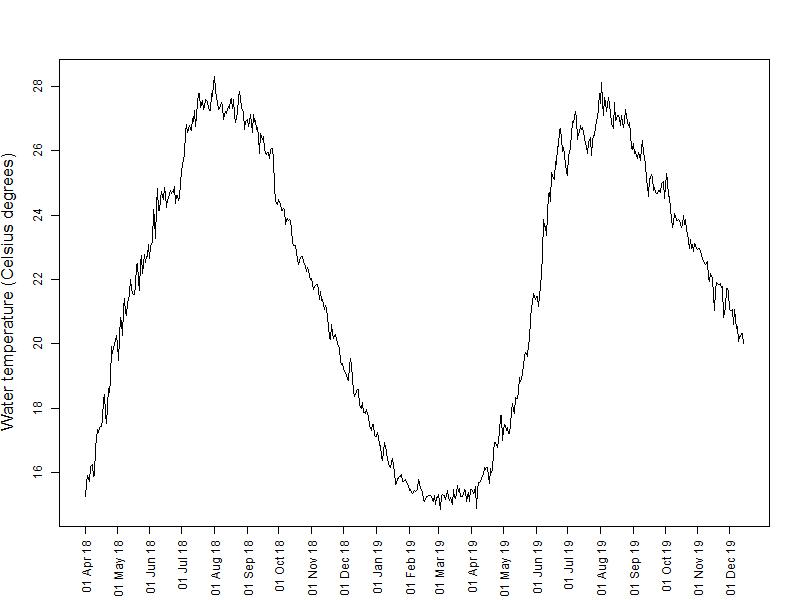 Water temperature (Celsius degrees)
28
26
24
22
20
18
16
01 Apr 18
01 May 18
01 Jun 18
01 Jul 18
01 Aug 18
01 Sep 18
01 Oct 18
01 Nov 18
01 Dec 18
01 Jan 19
01 Feb 19
01 Mar 19
01 Apr 19
01 May 19
01 Jun 19
01 Jul 19
01 Aug 19
01 Sep 19
01 Oct 19
01 Nov 19
01 Dec 19